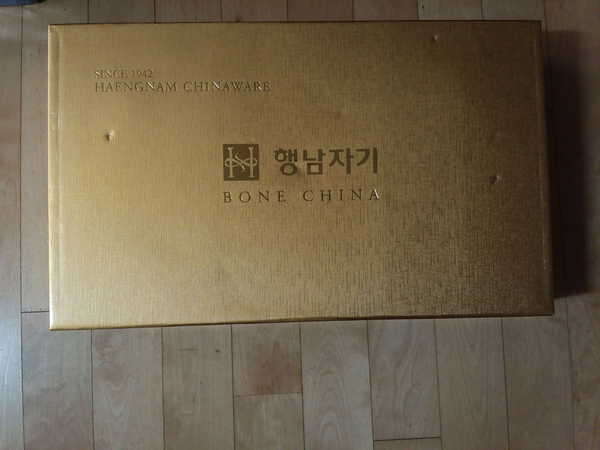 SINCE 1942
HAENGNAM CHINAWARE
행남자기
BONE CHINA